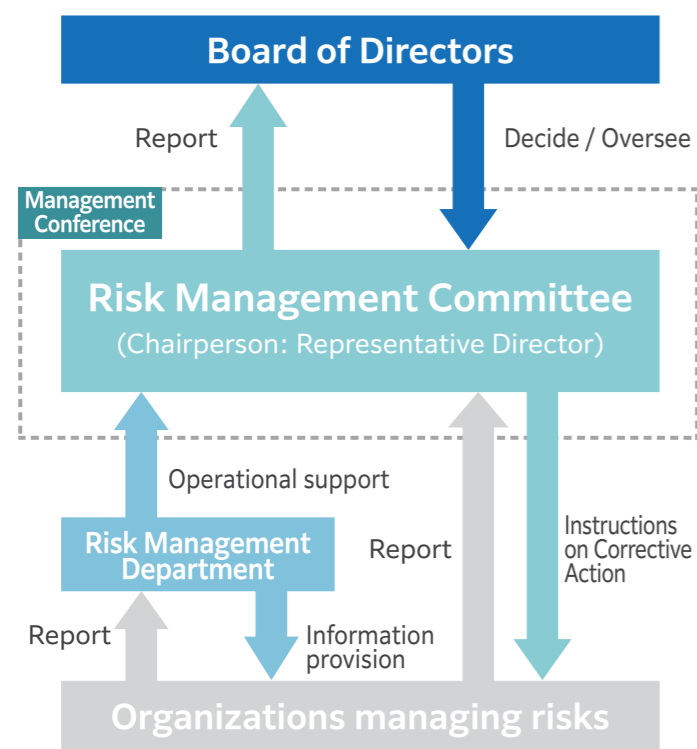 Board of Directors
Report
Decide / Oversee
Management
Conference
Risk Management Committee
(Chairperson: Representative Director)
Operational support
Risk Management
Department
Report
Instructions
on Corrective
Action
Report
Information
provision
Organizations managing risks